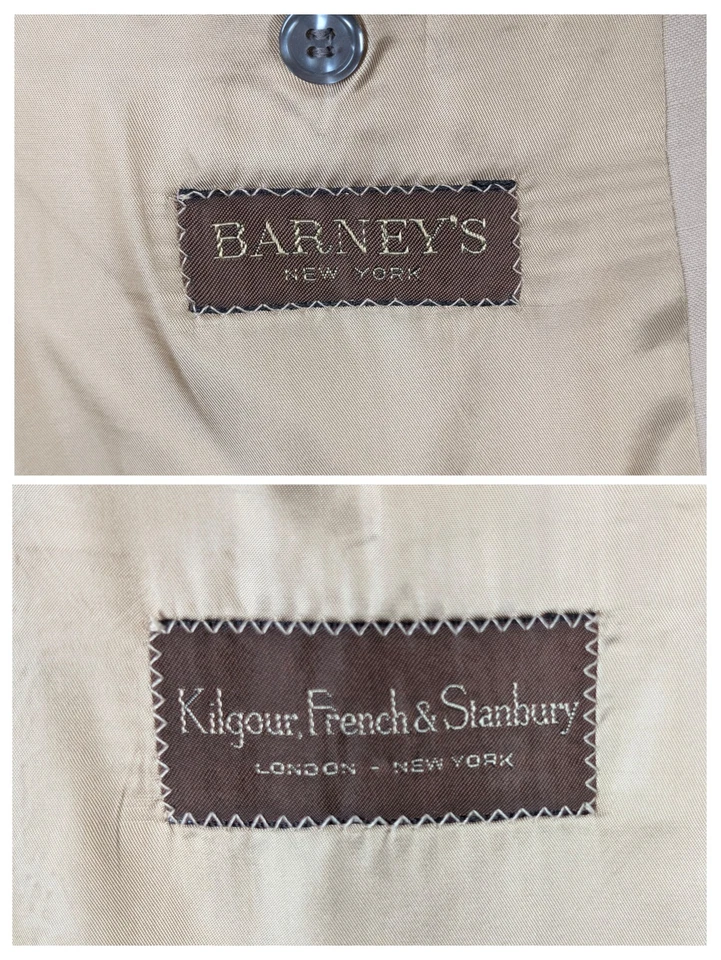 BARNEY'S
NEW YORK
Kilgour, French & Stanbury
LONDON - NEW YORK